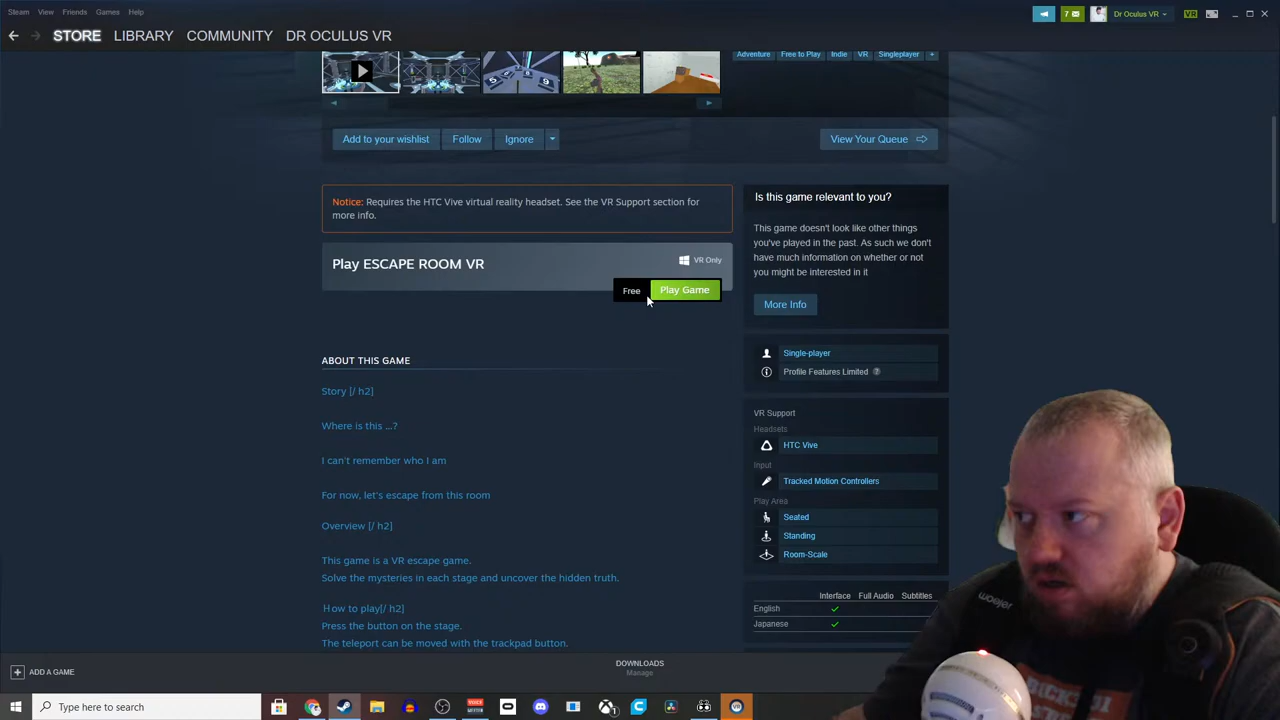 Steam View Friends Games Help
7
Dr Oculus VR
VR
STORE LIBRARY COMMUNITY DR OCULUS VR
Adventure Free to Play Indie VR Singleplayer +
Add to your wishlist Follow Ignore
View Your Queue
Notice: Requires the HTC Vive virtual reality headset. See the VR Support section for
more info.
Play ESCAPE ROOM VR
VR Only
Free Play Game
ABOUT THIS GAME
Story [/ h2]
Where is this ...?
I can't remember who I am
For now, let's escape from this room
Overview [/ h2]
This game is a VR escape game.
Solve the mysteries in each stage and uncover the hidden truth.
How to play[/ h2]
Press the button on the stage.
The teleport can be moved with the trackpad button.
Is this game relevant to you?
This game doesn't look like other things
you've played in the past. As such we don't
have much information on whether or not
you might be interested in it
More Info
Single-player
Profile Features Limited ?
VR Support
Headsets
HTC Vive
Input
Tracked Motion Controllers
Play Area
Seated
Standing
Room-Scale
Interface Full Audio Subtitles
English ✓
Japanese ✓
woojer
+ ADD A GAME
DOWNLOADS
Manage
Type here to search